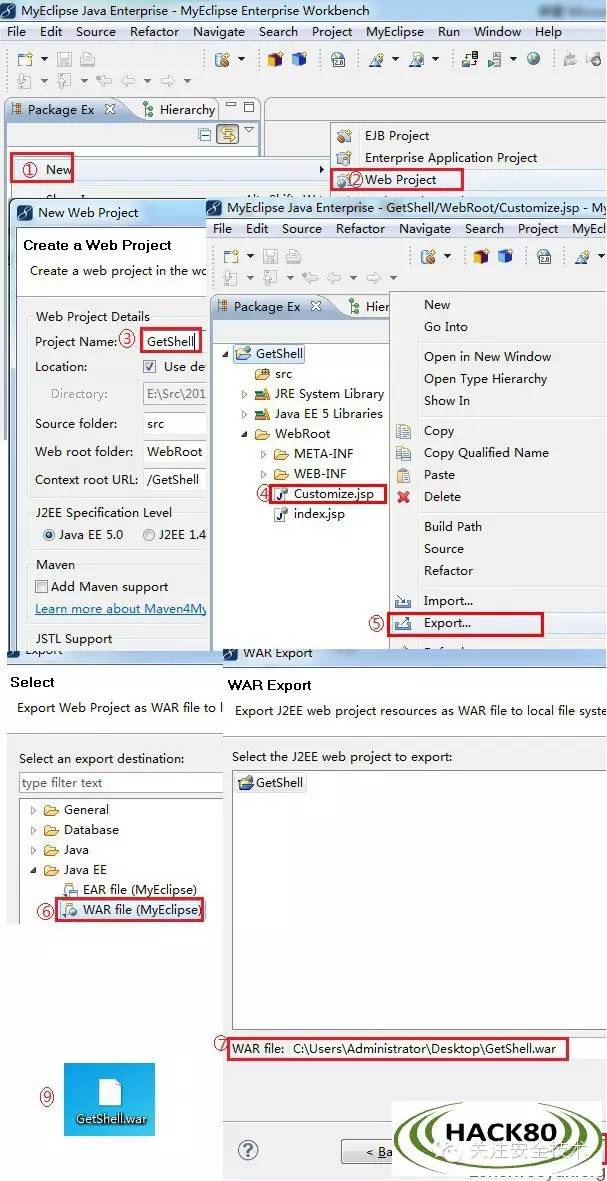 MyEclipse Java Enterprise - MyEclipse Enterprise Workbench
File Edit Source Refactor Navigate Search Project MyEclipse Run Window Help
Package Ex Hierarchy
① New
EJB Project
Enterprise Application Project
② Web Project
New Web Project
Create a Web Project
Create a web project in the wo
Web Project Details
Project Name: ③ GetShell
Location: Use de
Directory: E:\Src\201
Source folder: src
Web root folder: WebRoot
Context root URL: /GetShell
J2EE Specification Level
Java EE 5.0 J2EE 1.4
Maven
Add Maven support
Learn more about Maven4My
JSTL Support
MyEclipse Java Enterprise - GetShell/WebRoot/Customize.jsp - My
File Edit Source Refactor Navigate Search Project MyEcl
Package Ex Hier
GetShell
src
JRE System Library
Java EE 5 Libraries
WebRoot
META-INF
WEB-INF
④ Customize.jsp
index.jsp
New
Go Into
Open in New Window
Open Type Hierarchy
Show In
Copy
Copy Qualified Name
Paste
Delete
Build Path
Source
Refactor
Import...
⑤ Export...
Export
Select
Export Web Project as WAR file to l
Select an export destination:
type filter text
General
Database
Java
Java EE
EAR file (MyEclipse)
⑥ WAR file (MyEclipse)
WAR Export
WAR Export
Export J2EE web project resources as WAR file to local file syste
Select the J2EE web project to export:
GetShell
⑦ WAR file: C:\Users\Administrator\Desktop\GetShell.war
⑨ GetShell.war
< Ba
HACK80
关注安全技术